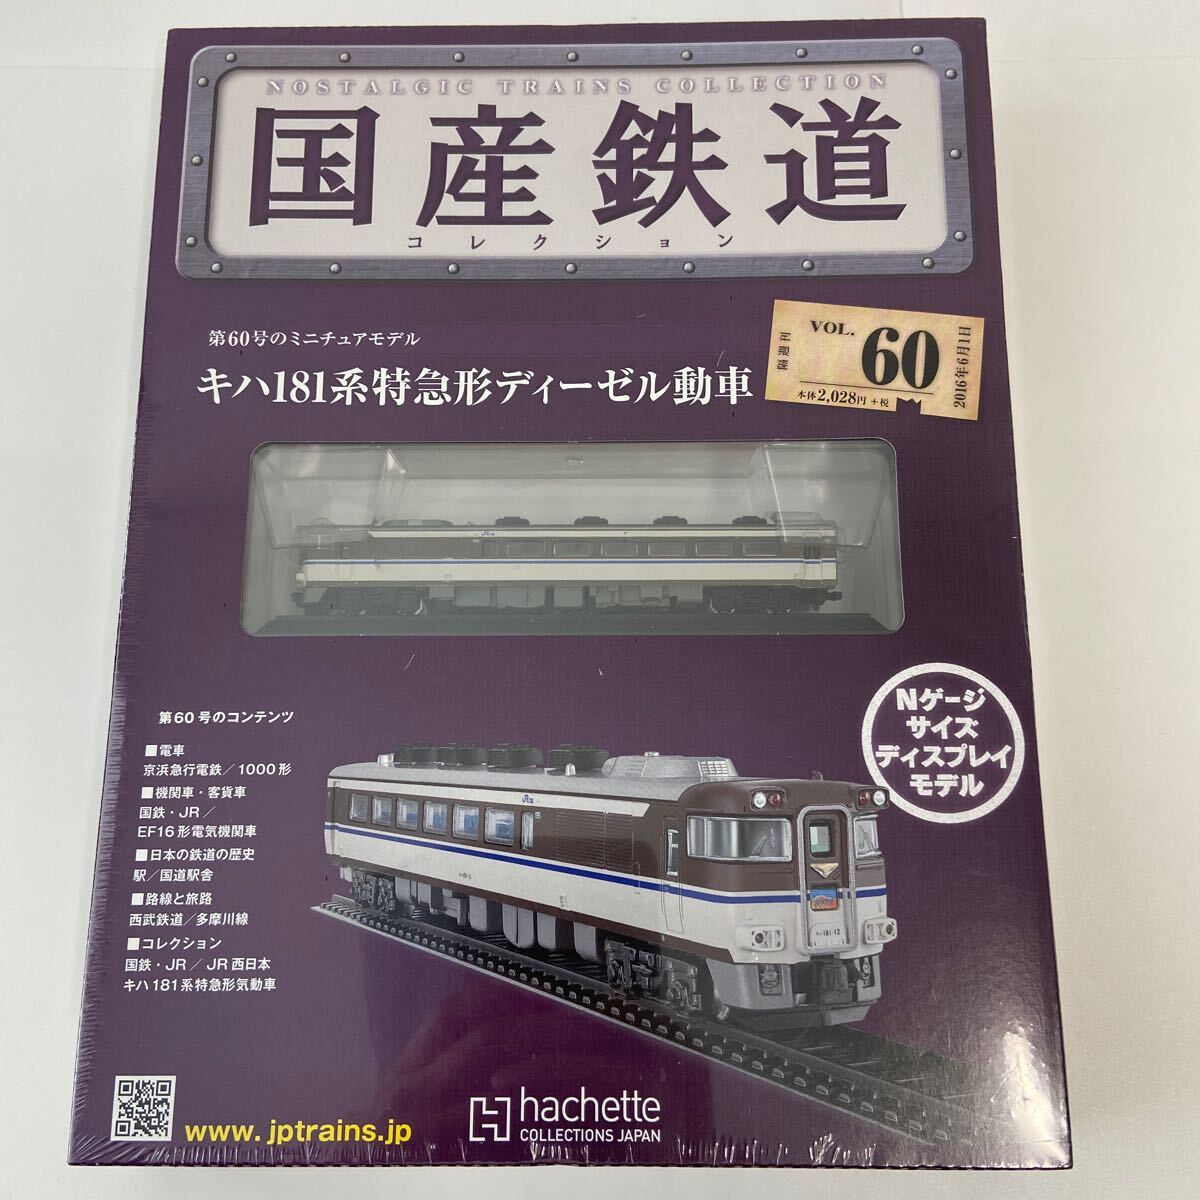 NOSTALGIC TRAINS COLLECTION
国産鉄道
コレクション
第60号のミニチュアモデル
キハ181系特急形ディーゼル動車
VOL. 60
本体2,028円+税
2016年6月1日
Nゲージ
サイズ
ディスプレイ
モデル
第60号のコンテンツ
■電車
京浜急行電鉄/1000形
■機関車・客貨車
国鉄・JR/
EF16形電気機関車
■日本の鉄道の歴史
駅/国道駅舎
■路線と旅路
西武鉄道/多摩川線
■コレクション
国鉄・JR/JR西日本
キハ181系特急形気動車
キハ 181-12
www.jptrains.jp
hachette
COLLECTIONS JAPAN